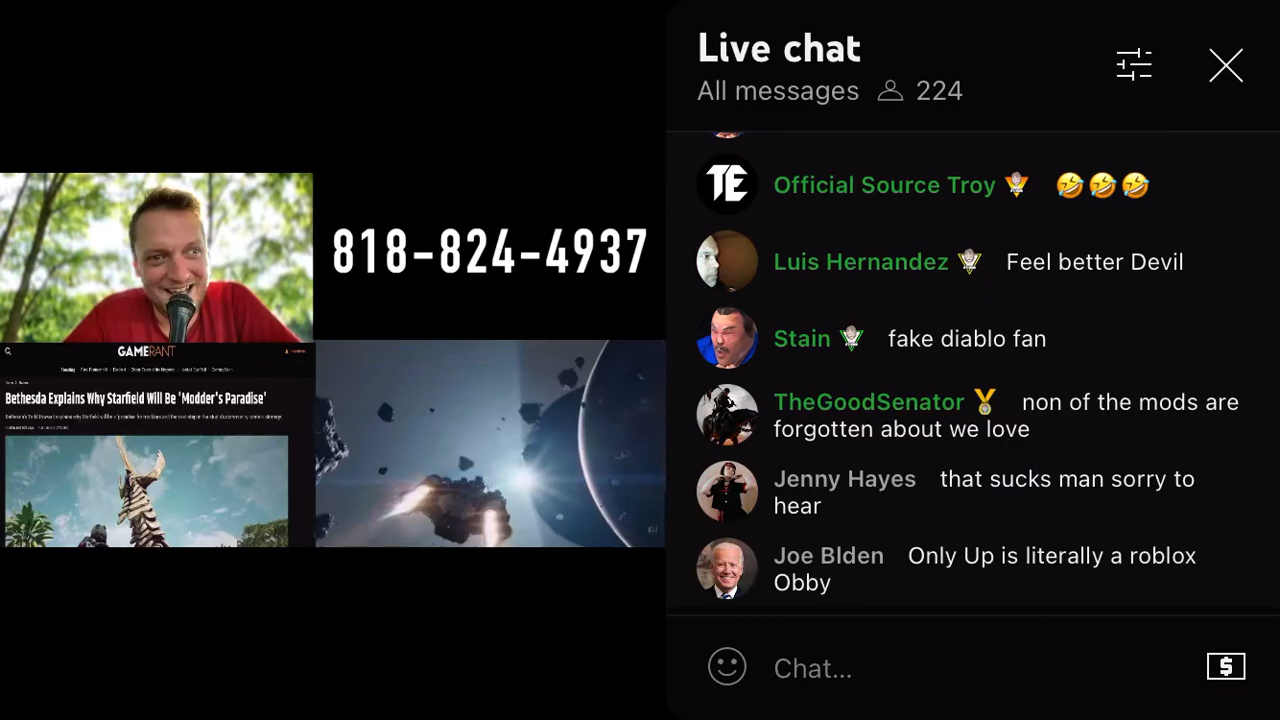 818-824-4937
GAMERANT
Bethesda Explains Why Starfield Will Be 'Modder's Paradise'
Live chat
All messages 224
TE
Official Source Troy 🤣🤣🤣
Luis Hernandez Feel better Devil
Stain fake diablo fan
TheGoodSenator non of the mods are
forgotten about we love
Jenny Hayes that sucks man sorry to
hear
Joe Blden Only Up is literally a roblox
Obby
Chat...
$